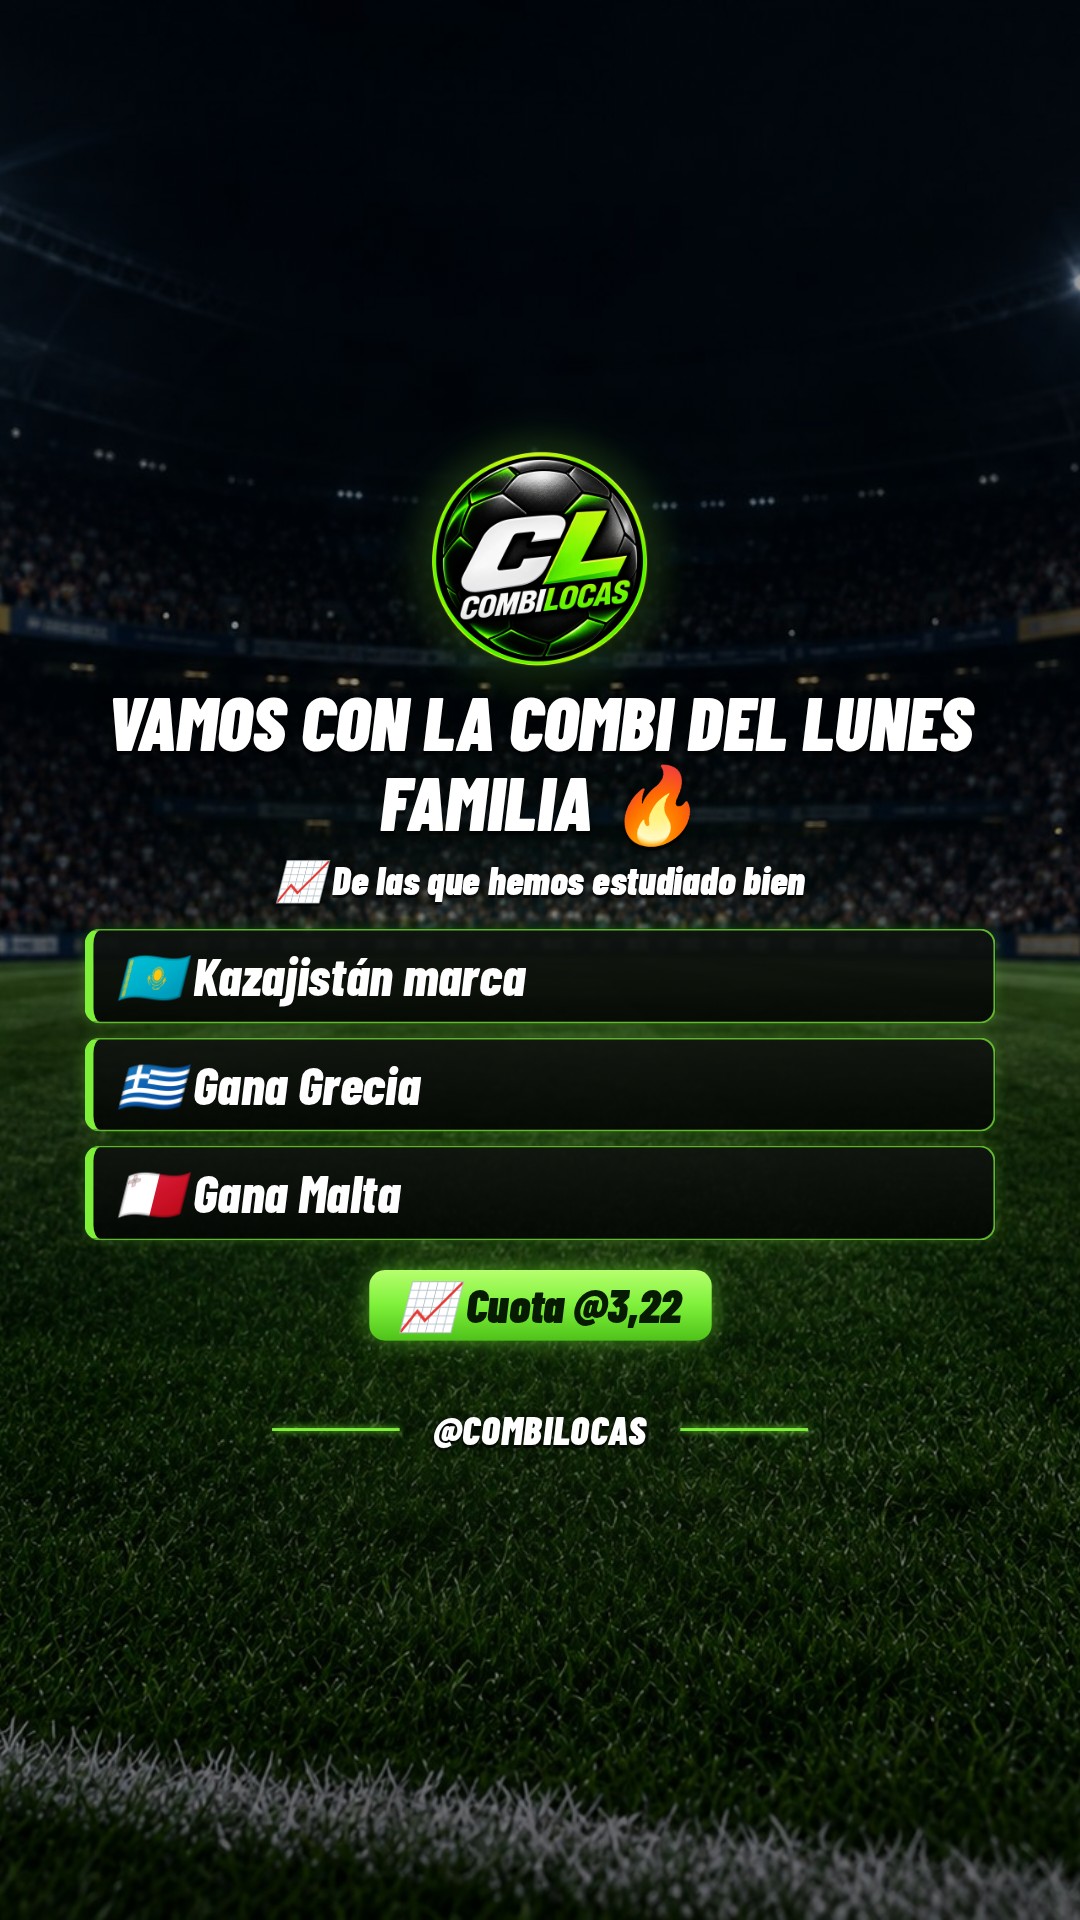 CL
COMBILOCAS
VAMOS CON LA COMBI DEL LUNES
FAMILIA 🔥
📈 De las que hemos estudiado bien
🇰🇿 Kazajistán marca
🇬🇷 Gana Grecia
🇲🇹 Gana Malta
📈 Cuota @3,22
@COMBILOCAS